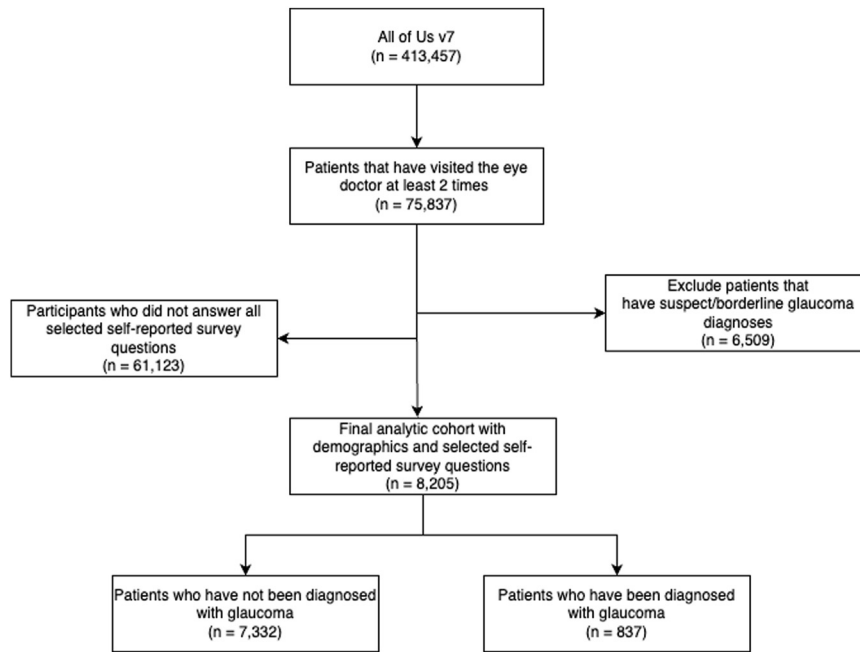 All of Us v7
(n = 413,457)
Patients that have visited the eye
doctor at least 2 times
(n = 75,837)
Exclude patients that
have suspect/borderline glaucoma
diagnoses
(n = 6,509)
Participants who did not answer all
selected self-reported survey
questions
(n = 61,123)
Final analytic cohort with
demographics and selected self-
reported survey questions
(n = 8,205)
Patients who have not been diagnosed
with glaucoma
(n = 7,332)
Patients who have been diagnosed
with glaucoma
(n = 837)